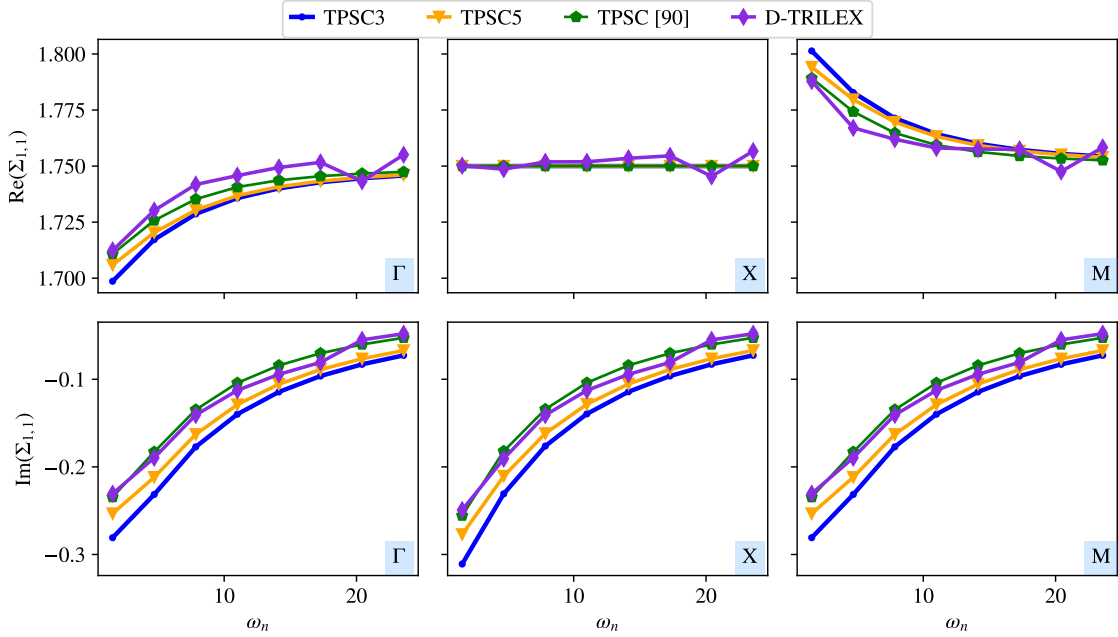 TPSC3 TPSC5 TPSC [90] D-TRILEX
1.800
1.775
1.750
1.725
1.700
Re(Σ1,1)
Γ X M
−0.1
−0.2
−0.3
Im(Σ1,1)
Γ X M
10 20 10 20 10 20
ωn ωn ωn